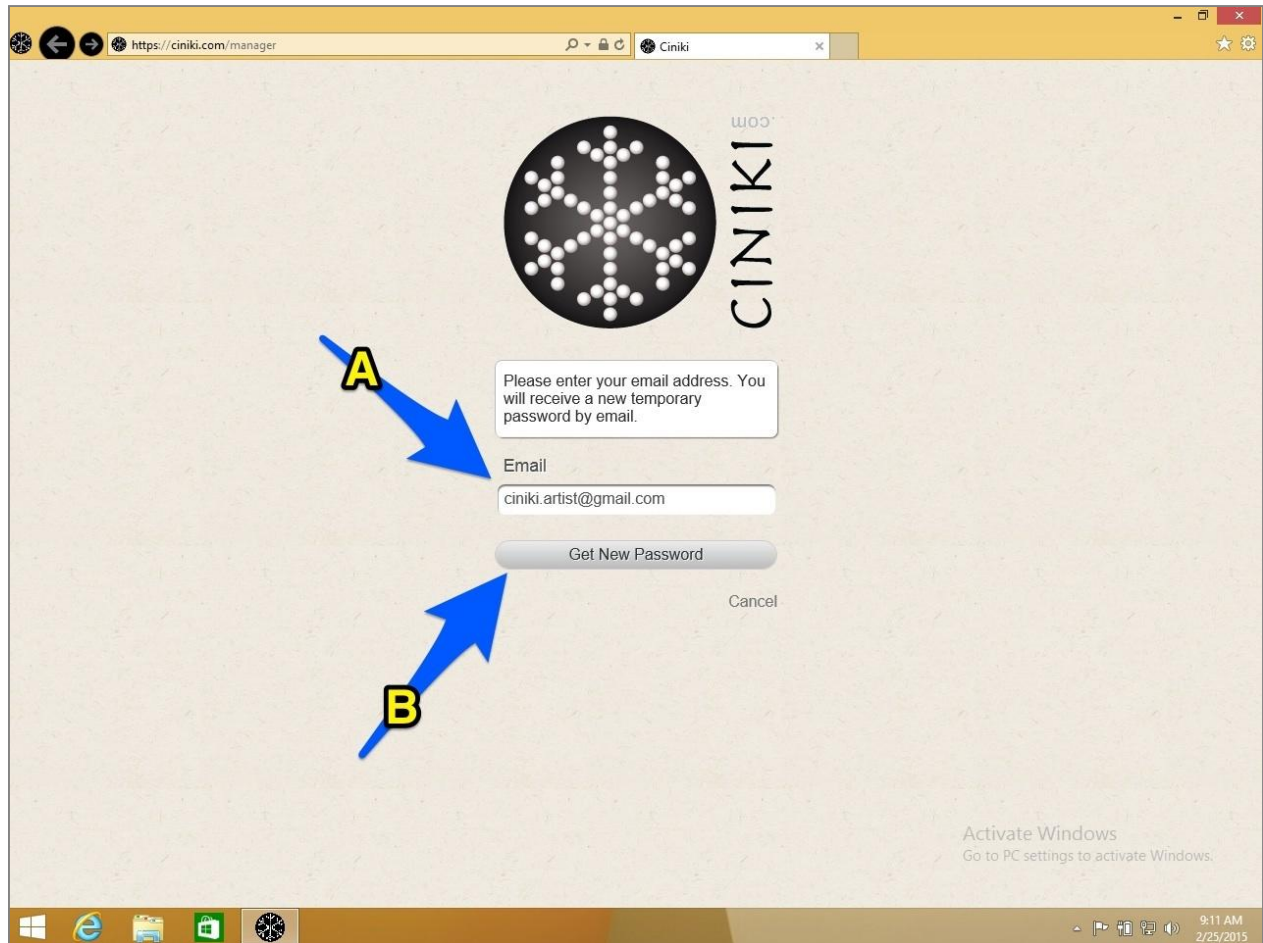 https://ciniki.com/manager
Ciniki
.com
CINIKI
A
Please enter your email address. You
will receive a new temporary
password by email.
Email
ciniki.artist@gmail.com
Get New Password
Cancel
B
Activate Windows
Go to PC settings to activate Windows.
9:11 AM
2/25/2015